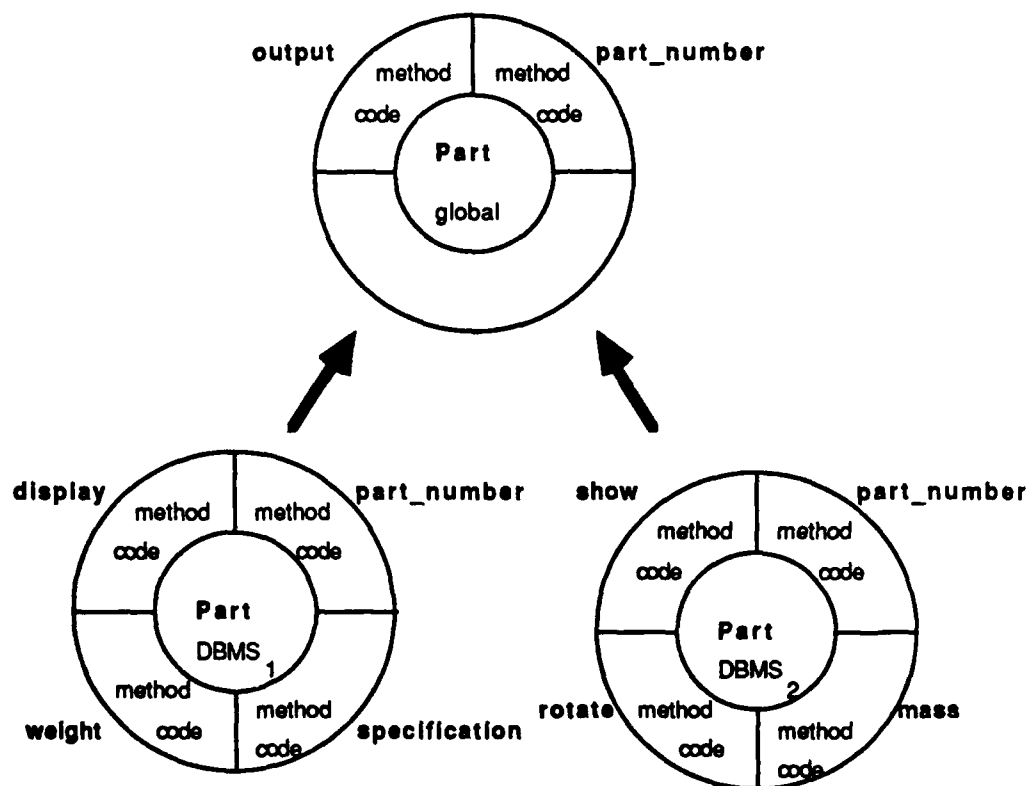 output
part_number
method
method
code
code
Part
global
display
part_number
method
method
code
code
Part
DBMS 1
method
code
method
code
weight
specification
show
part_number
method
method
code
code
Part
DBMS 2
rotate
method
code
method
code
mass